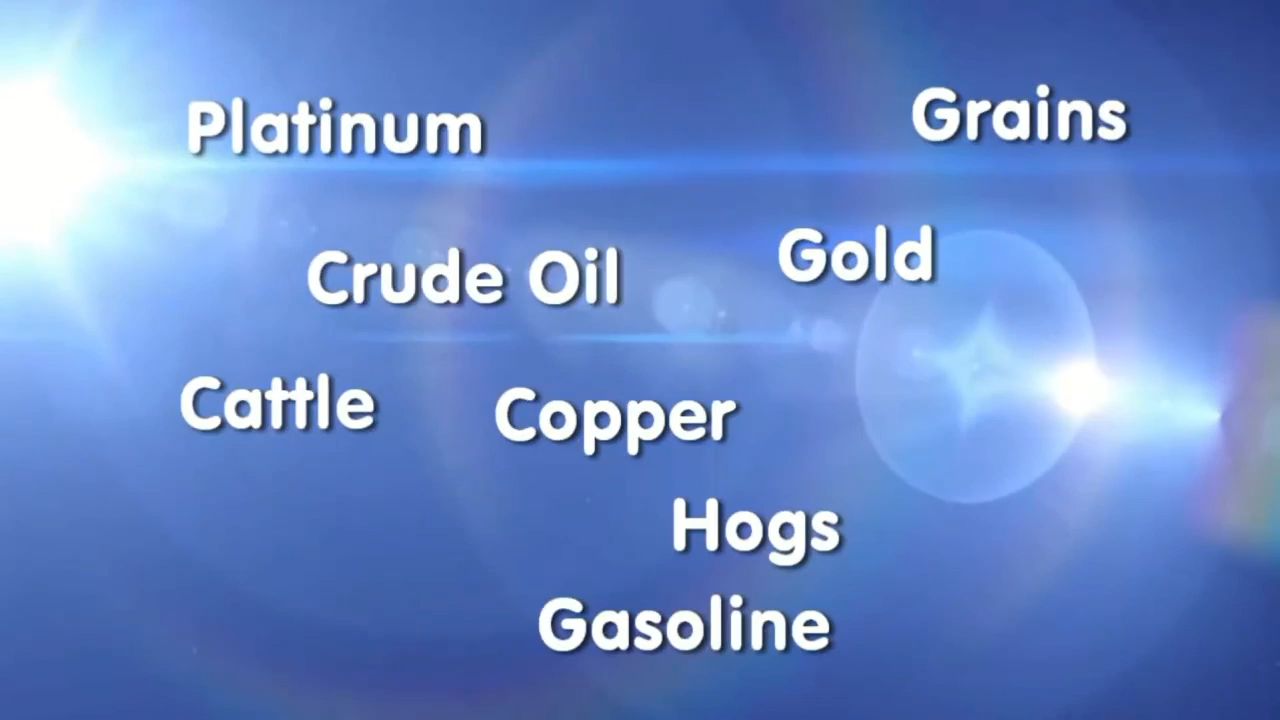 Platinum
Grains
Crude Oil
Gold
Cattle
Copper
Hogs
Gasoline